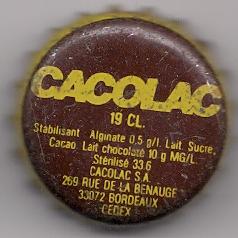 CACOLAC
19 CL.
Stabilisant Alginate 0,5 g/l. Lait, Sucre,
Cacao. Lait chocolaté 10 g MG/L.
Stérilisé 33.6
CACOLAC S.A.
269 RUE DE LA BENAUGE
33072 BORDEAUX
CEDEX